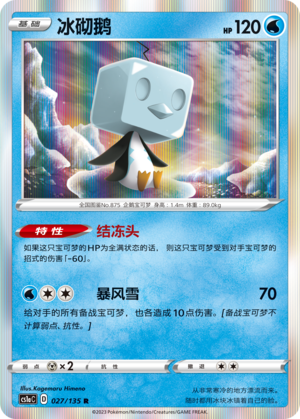 基础 冰砌鹅 HP 120
全国图鉴No.875 企鹅宝可梦 身高：1.4m 体重：89.0kg
特性 结冻头
如果这只宝可梦的HP为全满状态的话，则这只宝可梦受到对手宝可梦的
招式的伤害「-60」。
暴风雪 70
给对手的所有备战宝可梦，也各造成10点伤害。[备战宝可梦不
计算弱点、抗性。]
弱点 ×2 抗性 撤退
Illus. Kagemaru Himeno
CS1aC D 027/135 R
从非常寒冷的地方漂流而来。
随时都用冰块冰镇着自己的脸。
©2023 Pokémon/Nintendo/Creatures/GAME FREAK.